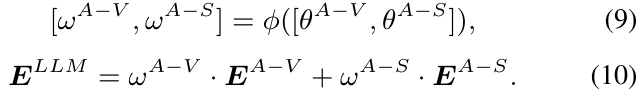 [ω^{A−V}, ω^{A−S}] = ϕ([θ^{A−V}, θ^{A−S}]), (9)
E^{LLM} = ω^{A−V} · E^{A−V} + ω^{A−S} · E^{A−S}. (10)